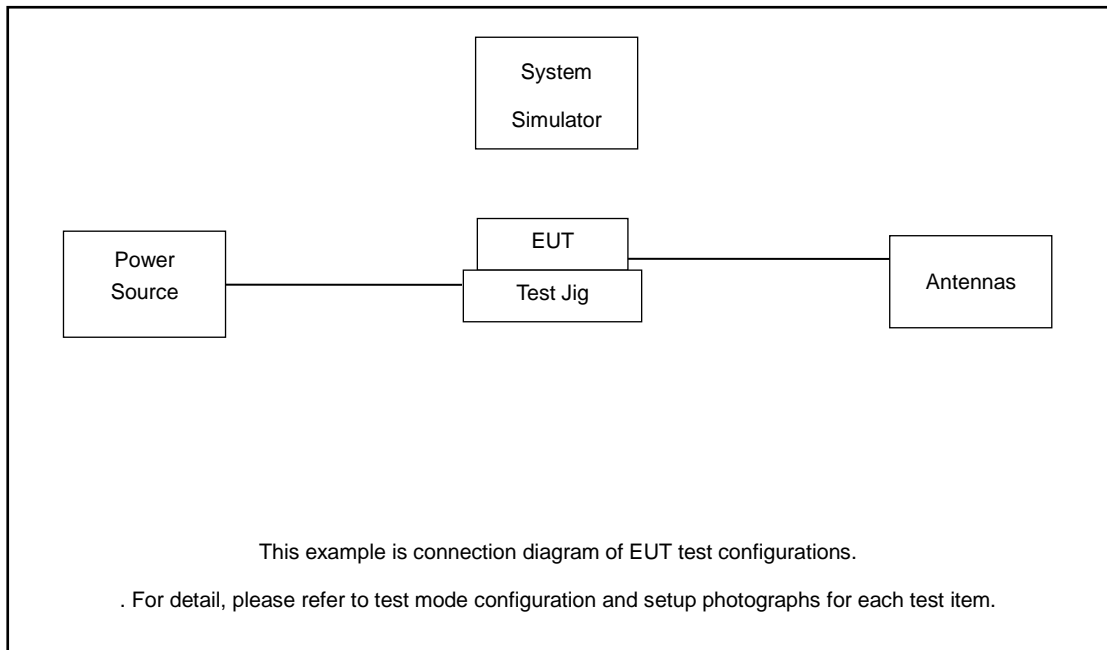 System
Simulator
EUT
Power
Source
Test Jig
Antennas
This example is connection diagram of EUT test configurations.
. For detail, please refer to test mode configuration and setup photographs for each test item.